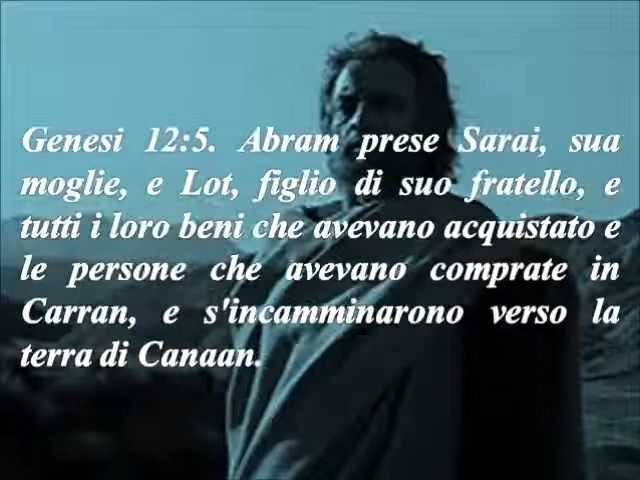 Genesi 12:5. Abram prese Sarai, sua
moglie, e Lot, figlio di suo fratello, e
tutti i loro beni che avevano acquistato e
le persone che avevano comprate in
Carran, e s'incamminarono verso la
terra di Canaan.